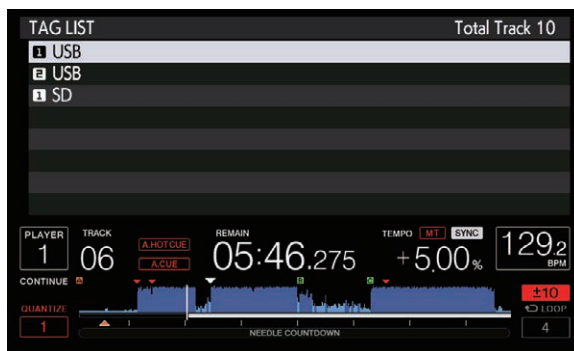 TAG LIST Total Track 10
1 USB
2 USB
1 SD
PLAYER TRACK REMAIN TEMPO MT SYNC
1 06 A.HOT CUE A.CUE 05:46.275 +5.00% 129.2 BPM
CONTINUE
±10
QUANTIZE LOOP
1 NEEDLE COUNTDOWN 4